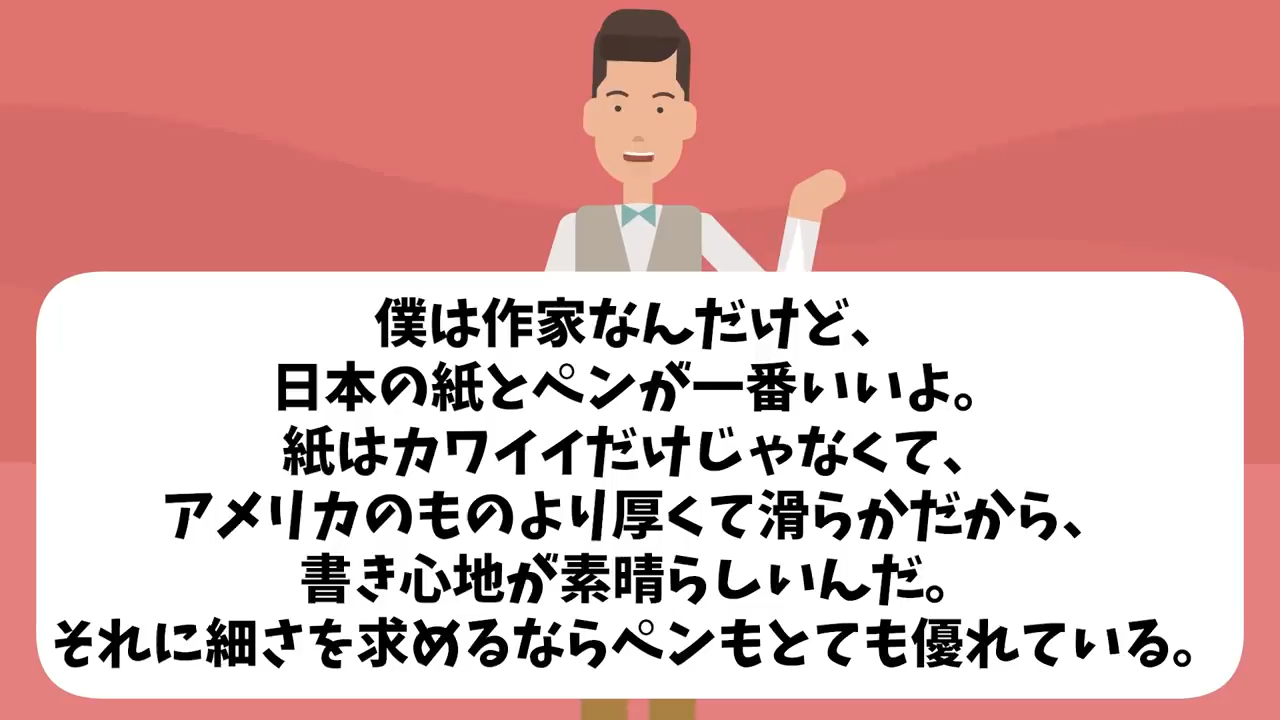 僕は作家なんだけど、
日本の紙とペンが一番いいよ。
紙はカワイイだけじゃなくて、
アメリカのものより厚くて滑らかだから、
書き心地が素晴らしいんだ。
それに細さを求めるならペンもとても優れている。